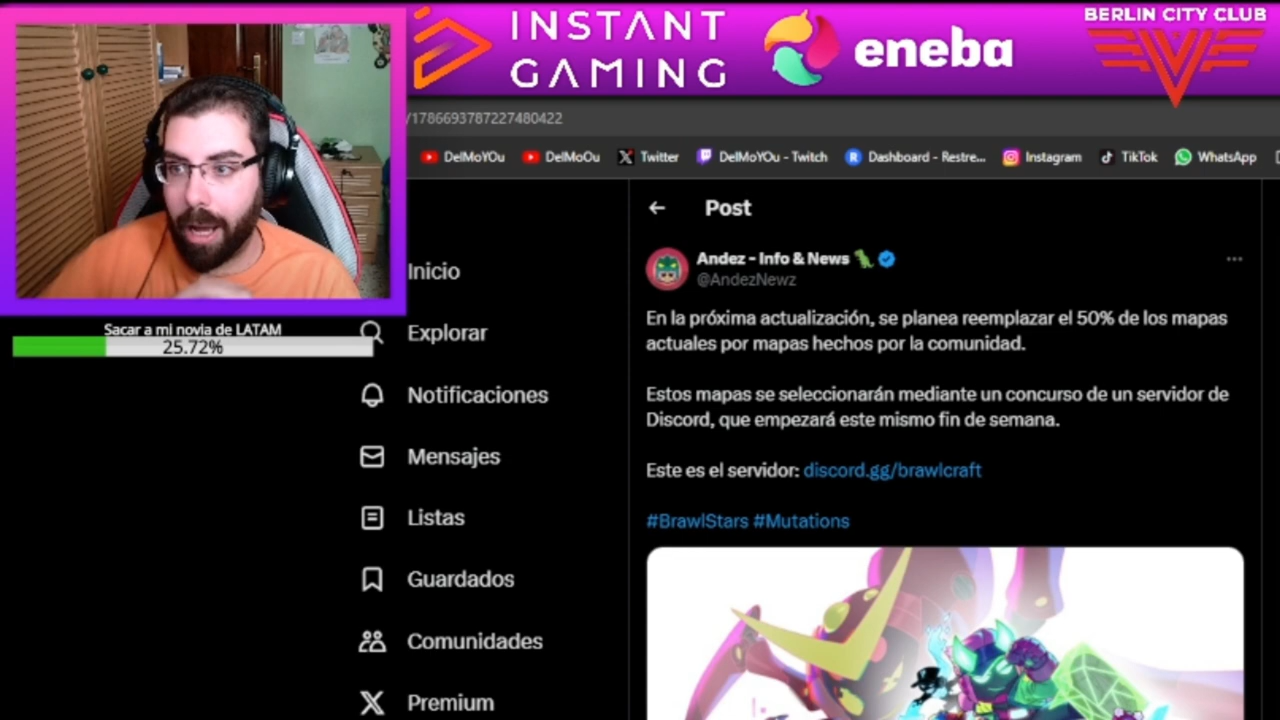 INSTANT GAMING
eneba
BERLIN CITY CLUB
/1786693787227480422
DelMoYOu
DelMoOu
Twitter
DelMoYOu - Twitch
Dashboard - Restre...
Instagram
TikTok
WhatsApp
Sacar a mi novia de LATAM
25.72%
Inicio
Explorar
Notificaciones
Mensajes
Listas
Guardados
Comunidades
Premium
Post
Andez - Info & News
@AndezNewz
En la próxima actualización, se planea reemplazar el 50% de los mapas
actuales por mapas hechos por la comunidad.
Estos mapas se seleccionarán mediante un concurso de un servidor de
Discord, que empezará este mismo fin de semana.
Este es el servidor: discord.gg/brawlcraft
#BrawlStars #Mutations